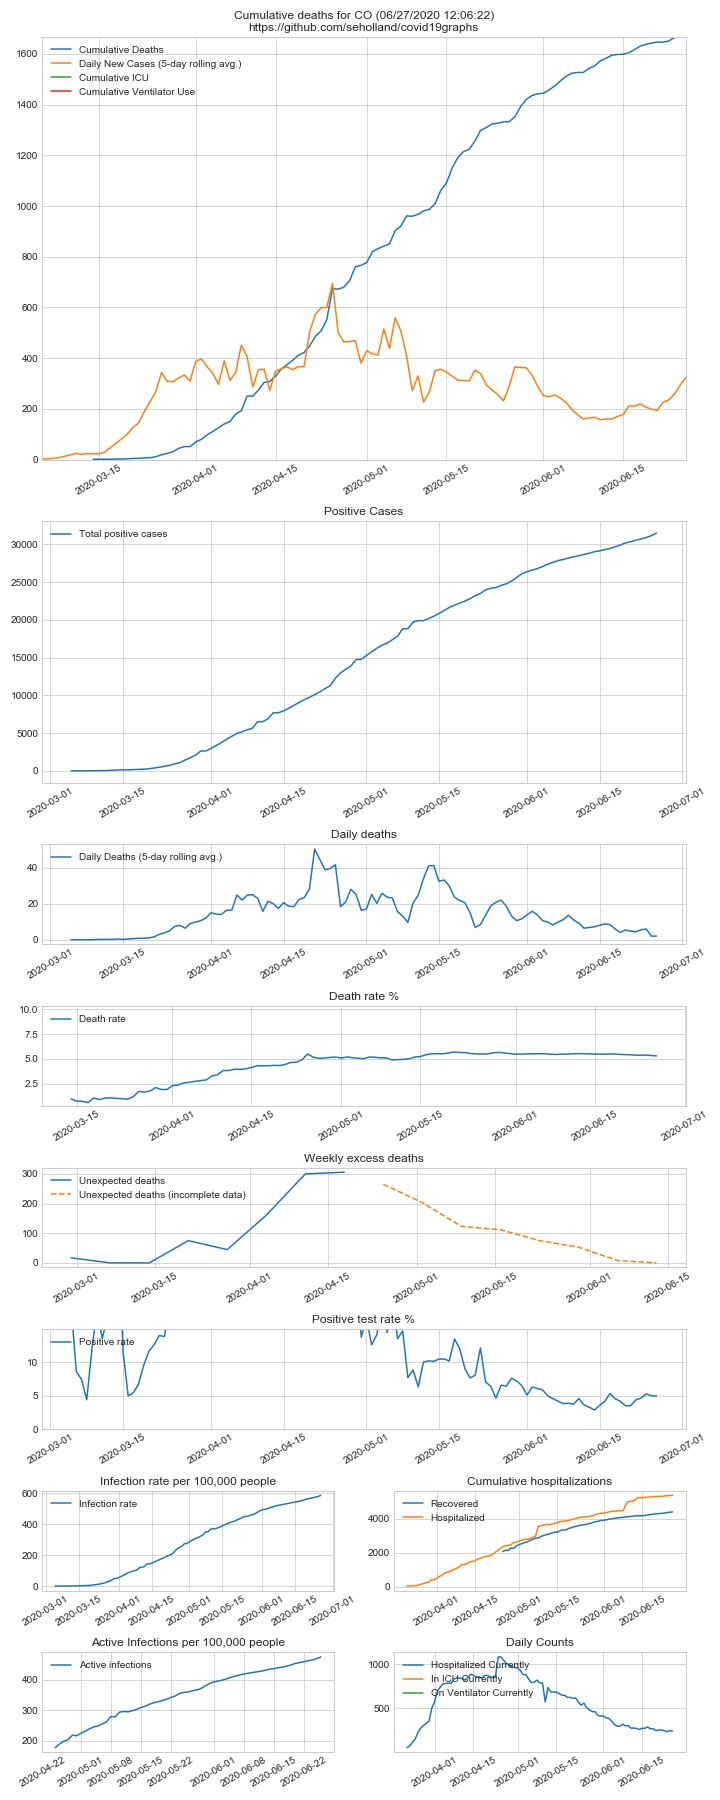 Cumulative deaths for CO (06/27/2020 12:06:22)
https://github.com/seholland/covid19graphs
Cumulative Deaths
Daily New Cases (5-day rolling avg.)
Cumulative ICU
Cumulative Ventilator Use
1600
1400
1200
1000
800
600
400
200
0
2020-03-15 2020-04-01 2020-04-15 2020-05-01 2020-05-15 2020-06-01 2020-06-15
Positive Cases
Total positive cases
30000
25000
20000
15000
10000
5000
0
2020-03-01 2020-03-15 2020-04-01 2020-04-15 2020-05-01 2020-05-15 2020-06-01 2020-06-15 2020-07-01
Daily deaths
Daily Deaths (5-day rolling avg.)
40
20
0
2020-03-01 2020-03-15 2020-04-01 2020-04-15 2020-05-01 2020-05-15 2020-06-01 2020-06-15 2020-07-01
Death rate %
Death rate
10.0
7.5
5.0
2.5
2020-03-15 2020-04-01 2020-04-15 2020-05-01 2020-05-15 2020-06-01 2020-06-15 2020-07-01
Weekly excess deaths
Unexpected deaths
Unexpected deaths (incomplete data)
300
200
100
0
2020-03-01 2020-03-15 2020-04-01 2020-04-15 2020-05-01 2020-05-15 2020-06-01 2020-06-15
Positive test rate %
Positive rate
10
5
0
2020-03-01 2020-03-15 2020-04-01 2020-04-15 2020-05-01 2020-05-15 2020-06-01 2020-06-15 2020-07-01
Infection rate per 100,000 people
Infection rate
600
400
200
0
2020-03-01 2020-03-15 2020-04-01 2020-04-15 2020-05-01 2020-05-15 2020-06-01 2020-06-15 2020-07-01
Cumulative hospitalizations
Recovered
Hospitalized
4000
2000
0
2020-04-01 2020-04-15 2020-05-01 2020-05-15 2020-06-01 2020-06-15
Active Infections per 100,000 people
Active infections
400
300
200
2020-04-22 2020-05-01 2020-05-08 2020-05-15 2020-05-22 2020-06-01 2020-06-08 2020-06-15 2020-06-22
Daily Counts
Hospitalized Currently
In ICU Currently
On Ventilator Currently
1000
500
2020-04-01 2020-04-15 2020-05-01 2020-05-15 2020-06-01 2020-06-15